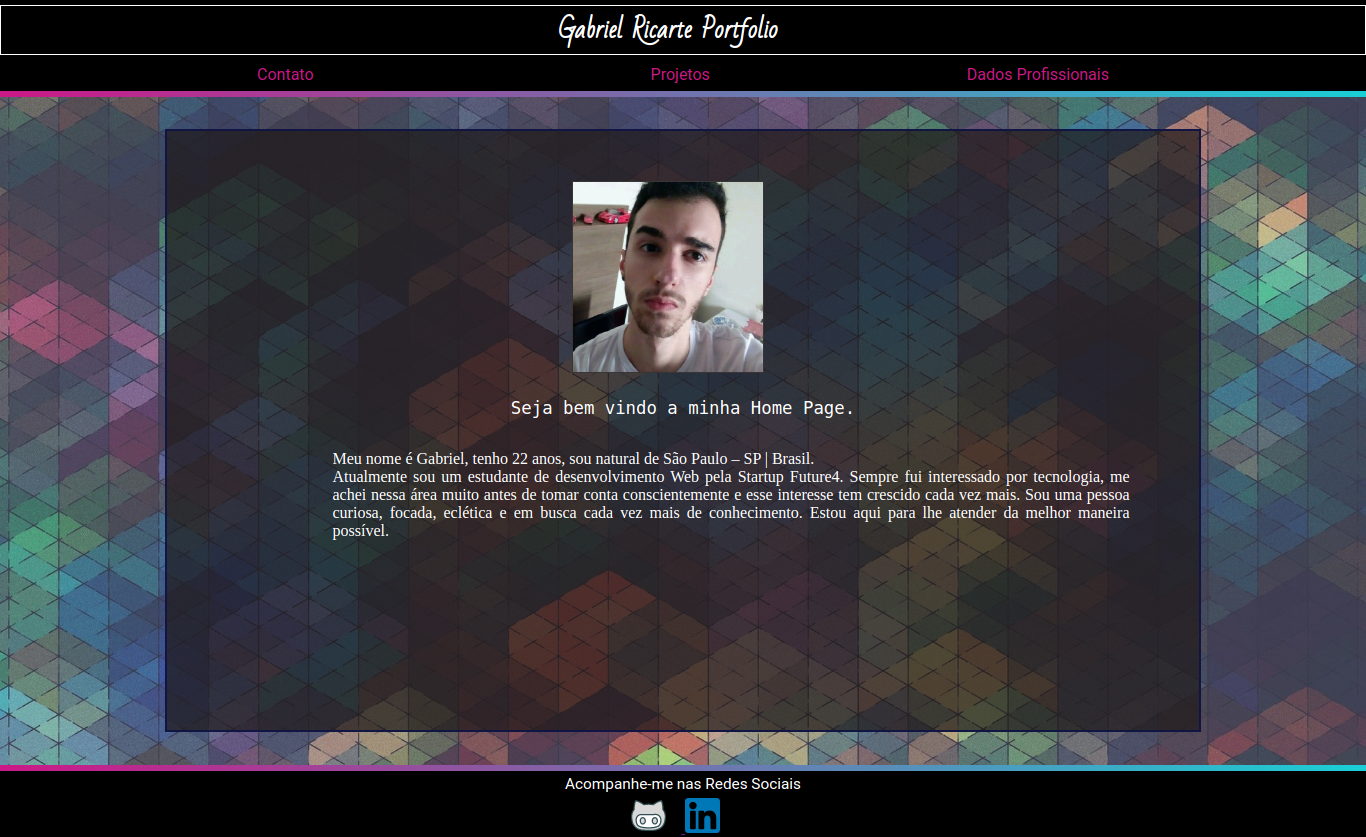 Gabriel Ricarte Portfolio
Contato Projetos Dados Profissionais
Seja bem vindo a minha Home Page.
Meu nome é Gabriel, tenho 22 anos, sou natural de São Paulo – SP | Brasil.
Atualmente sou um estudante de desenvolvimento Web pela Startup Future4. Sempre fui interessado por tecnologia, me
achei nessa área muito antes de tomar conta conscientemente e esse interesse tem crescido cada vez mais. Sou uma pessoa
curiosa, focada, eclética e em busca cada vez mais de conhecimento. Estou aqui para lhe atender da melhor maneira
possível.
Acompanhe-me nas Redes Sociais
in